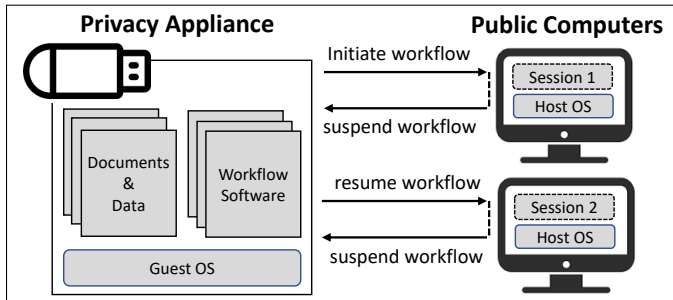 Privacy Appliance
Public Computers
Initiate workflow
Session 1
Host OS
suspend workflow
Documents
&
Data
Workflow
Software
resume workflow
Session 2
Host OS
suspend workflow
Guest OS